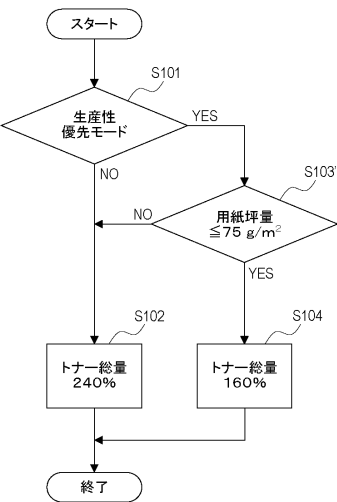 スタート
S101
生産性
優先モード
YES
NO
S103'
用紙坪量
≦75 g/m²
NO
YES
S102
トナー総量
240%
S104
トナー総量
160%
終了